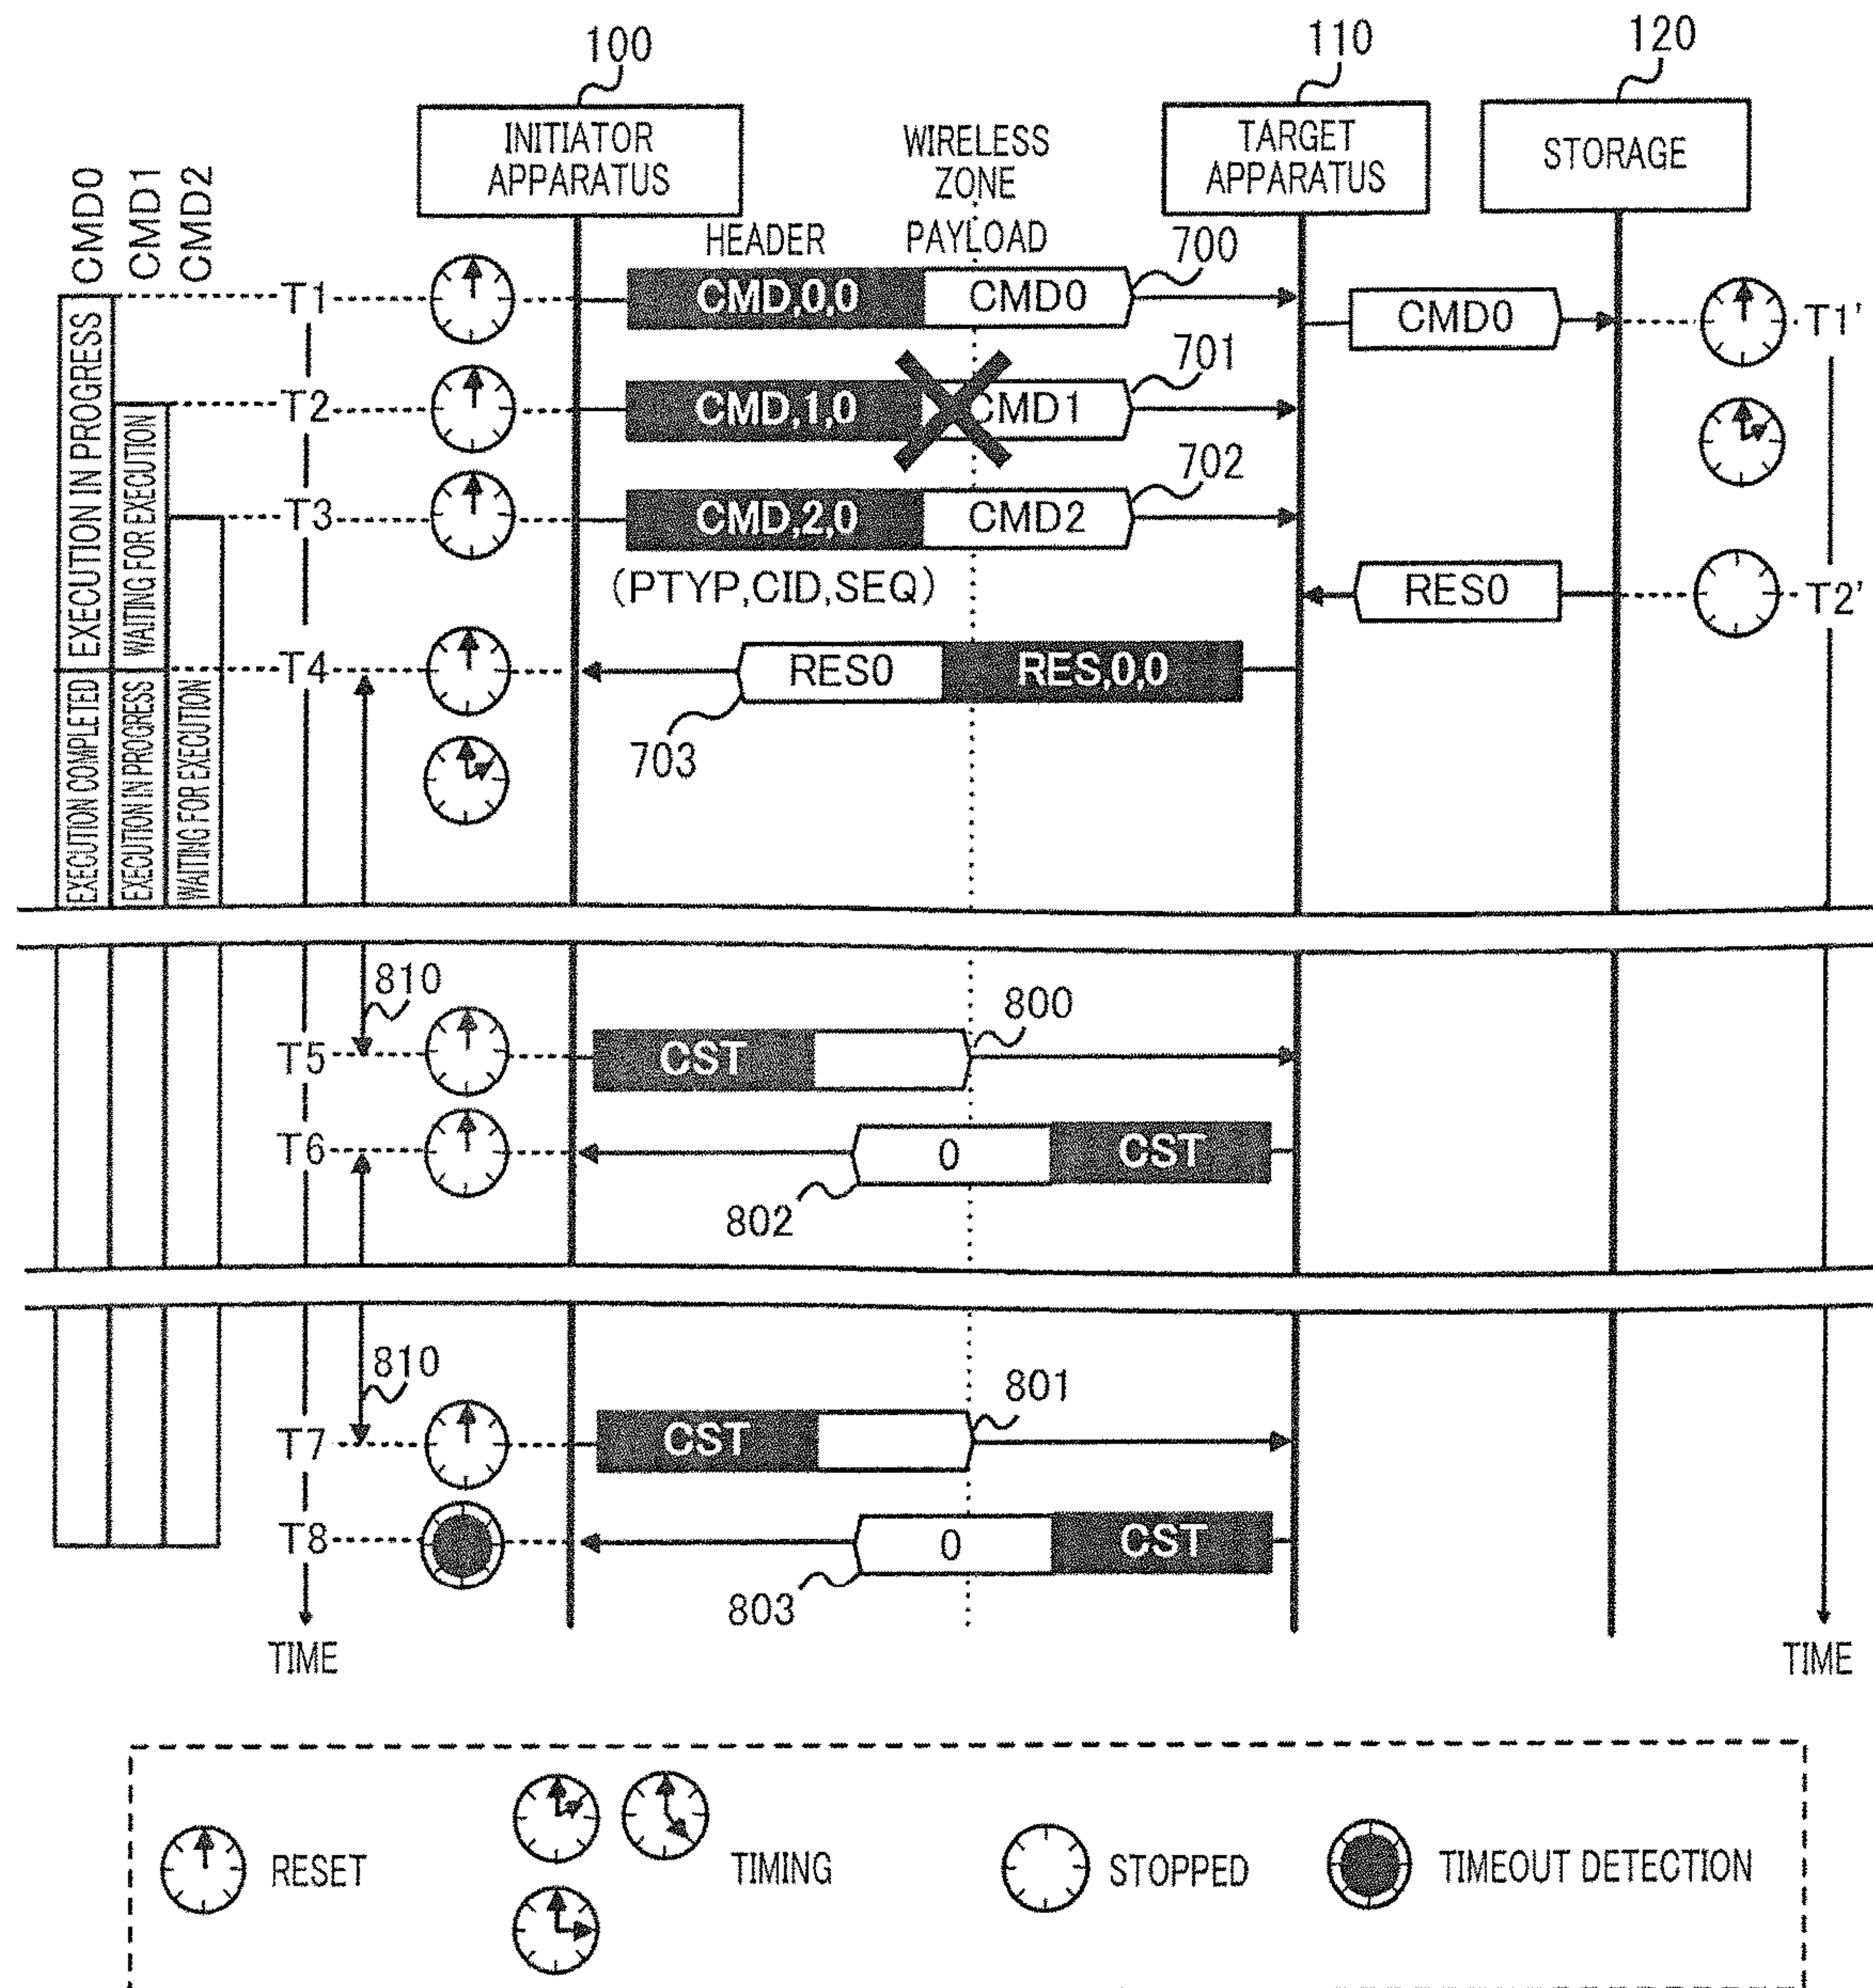 100
110
120
INITIATOR
APPARATUS
WIRELESS
ZONE
TARGET
APPARATUS
STORAGE
CMD0
CMD1
CMD2
HEADER
PAYLOAD
700
T1
CMD,0,0
CMD0
CMD0
T1'
701
T2
CMD,1,0
CMD1
702
T3
CMD,2,0
CMD2
(PTYP,CID,SEQ)
RES0
T2'
EXECUTION IN PROGRESS
WAITING FOR EXECUTION
T4
RES0
RES,0,0
703
EXECUTION COMPLETED
EXECUTION IN PROGRESS
WAITING FOR EXECUTION
810
800
T5
CST
T6
0
CST
802
810
801
T7
CST
T8
0
CST
803
TIME
TIME
RESET
TIMING
STOPPED
TIMEOUT DETECTION